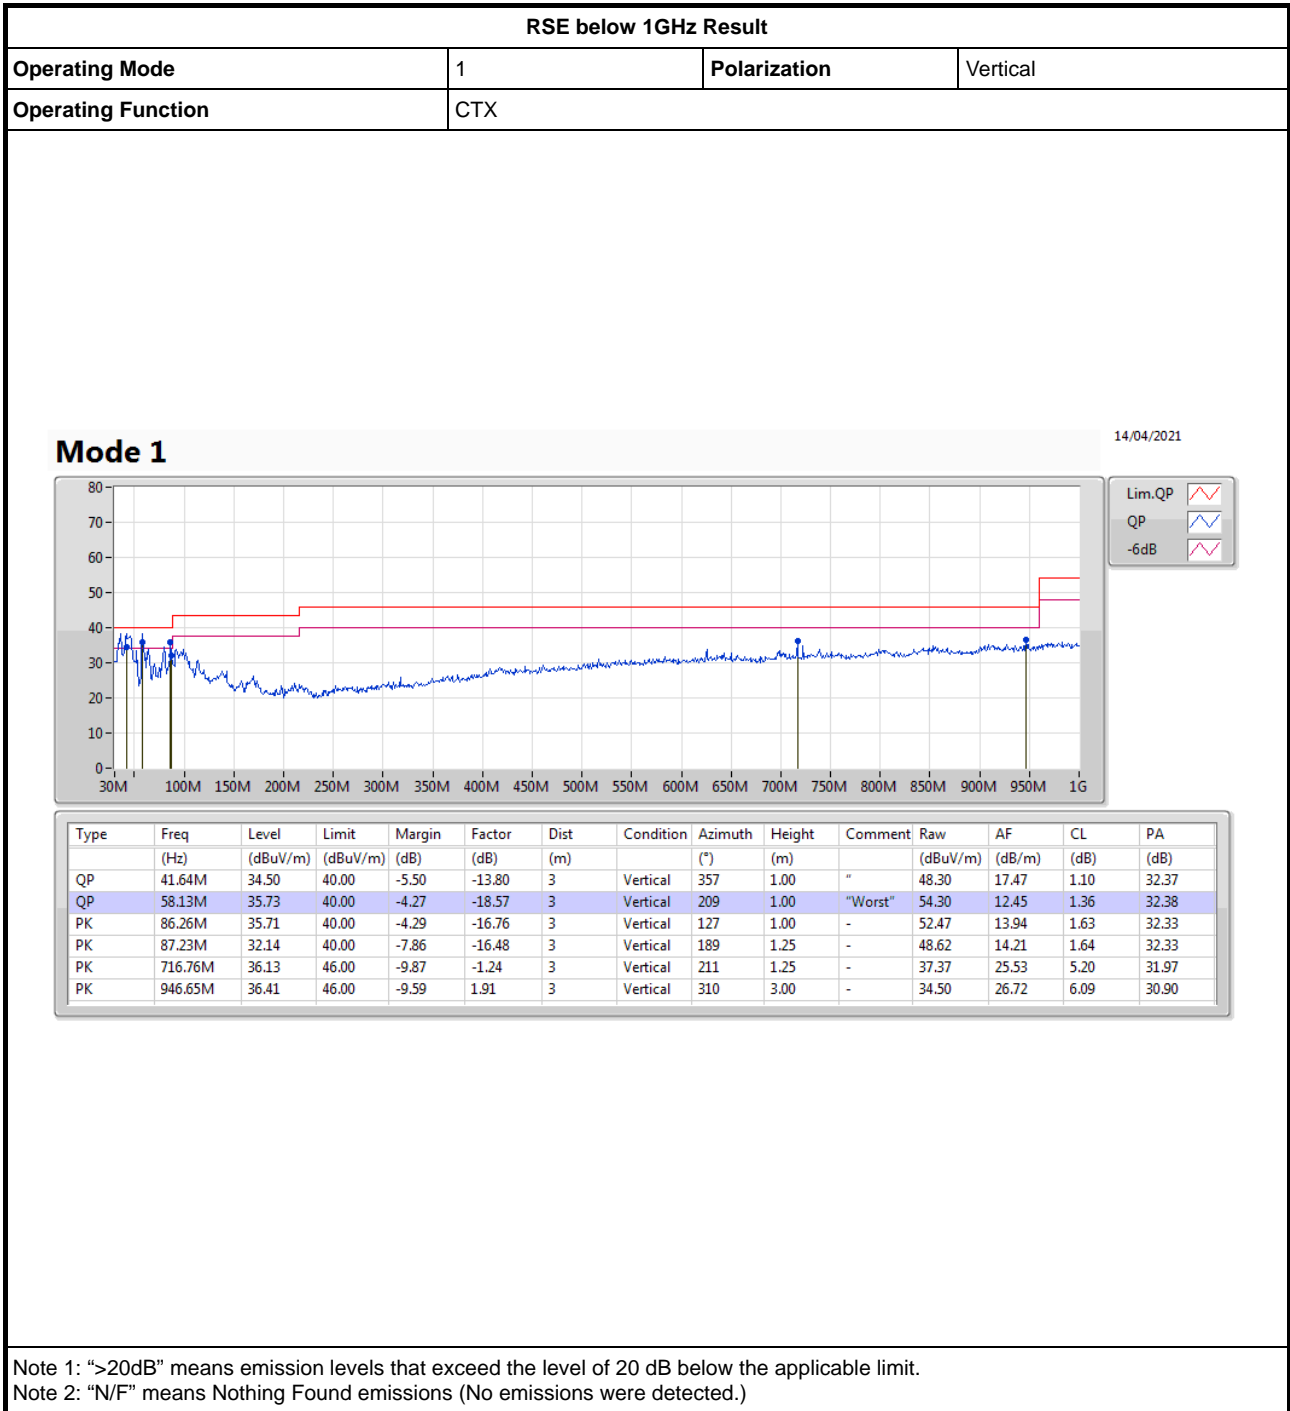 RSE below 1GHz Result
Operating Mode 1 Polarization Vertical
Operating Function CTX
14/04/2021
Mode 1
80
70
60
50
40
30
20
10
0
30M 100M 150M 200M 250M 300M 350M 400M 450M 500M 550M 600M 650M 700M 750M 800M 850M 900M 950M 1G
Lim.QP
QP
-6dB
Type Freq Level Limit Margin Factor Dist Condition Azimuth Height Comment Raw AF CL PA
(Hz) (dBuV/m) (dBuV/m) (dB) (dB) (m) (°) (m) (dBuV/m) (dB/m) (dB) (dB)
QP 41.64M 34.50 40.00 -5.50 -13.80 3 Vertical 357 1.00 " 48.30 17.47 1.10 32.37
QP 58.13M 35.73 40.00 -4.27 -18.57 3 Vertical 209 1.00 "Worst" 54.30 12.45 1.36 32.38
PK 86.26M 35.71 40.00 -4.29 -16.76 3 Vertical 127 1.00 - 52.47 13.94 1.63 32.33
PK 87.23M 32.14 40.00 -7.86 -16.48 3 Vertical 189 1.25 - 48.62 14.21 1.64 32.33
PK 716.76M 36.13 46.00 -9.87 -1.24 3 Vertical 211 1.25 - 37.37 25.53 5.20 31.97
PK 946.65M 36.41 46.00 -9.59 1.91 3 Vertical 310 3.00 - 34.50 26.72 6.09 30.90
Note 1: “>20dB” means emission levels that exceed the level of 20 dB below the applicable limit.
Note 2: “N/F” means Nothing Found emissions (No emissions were detected.)